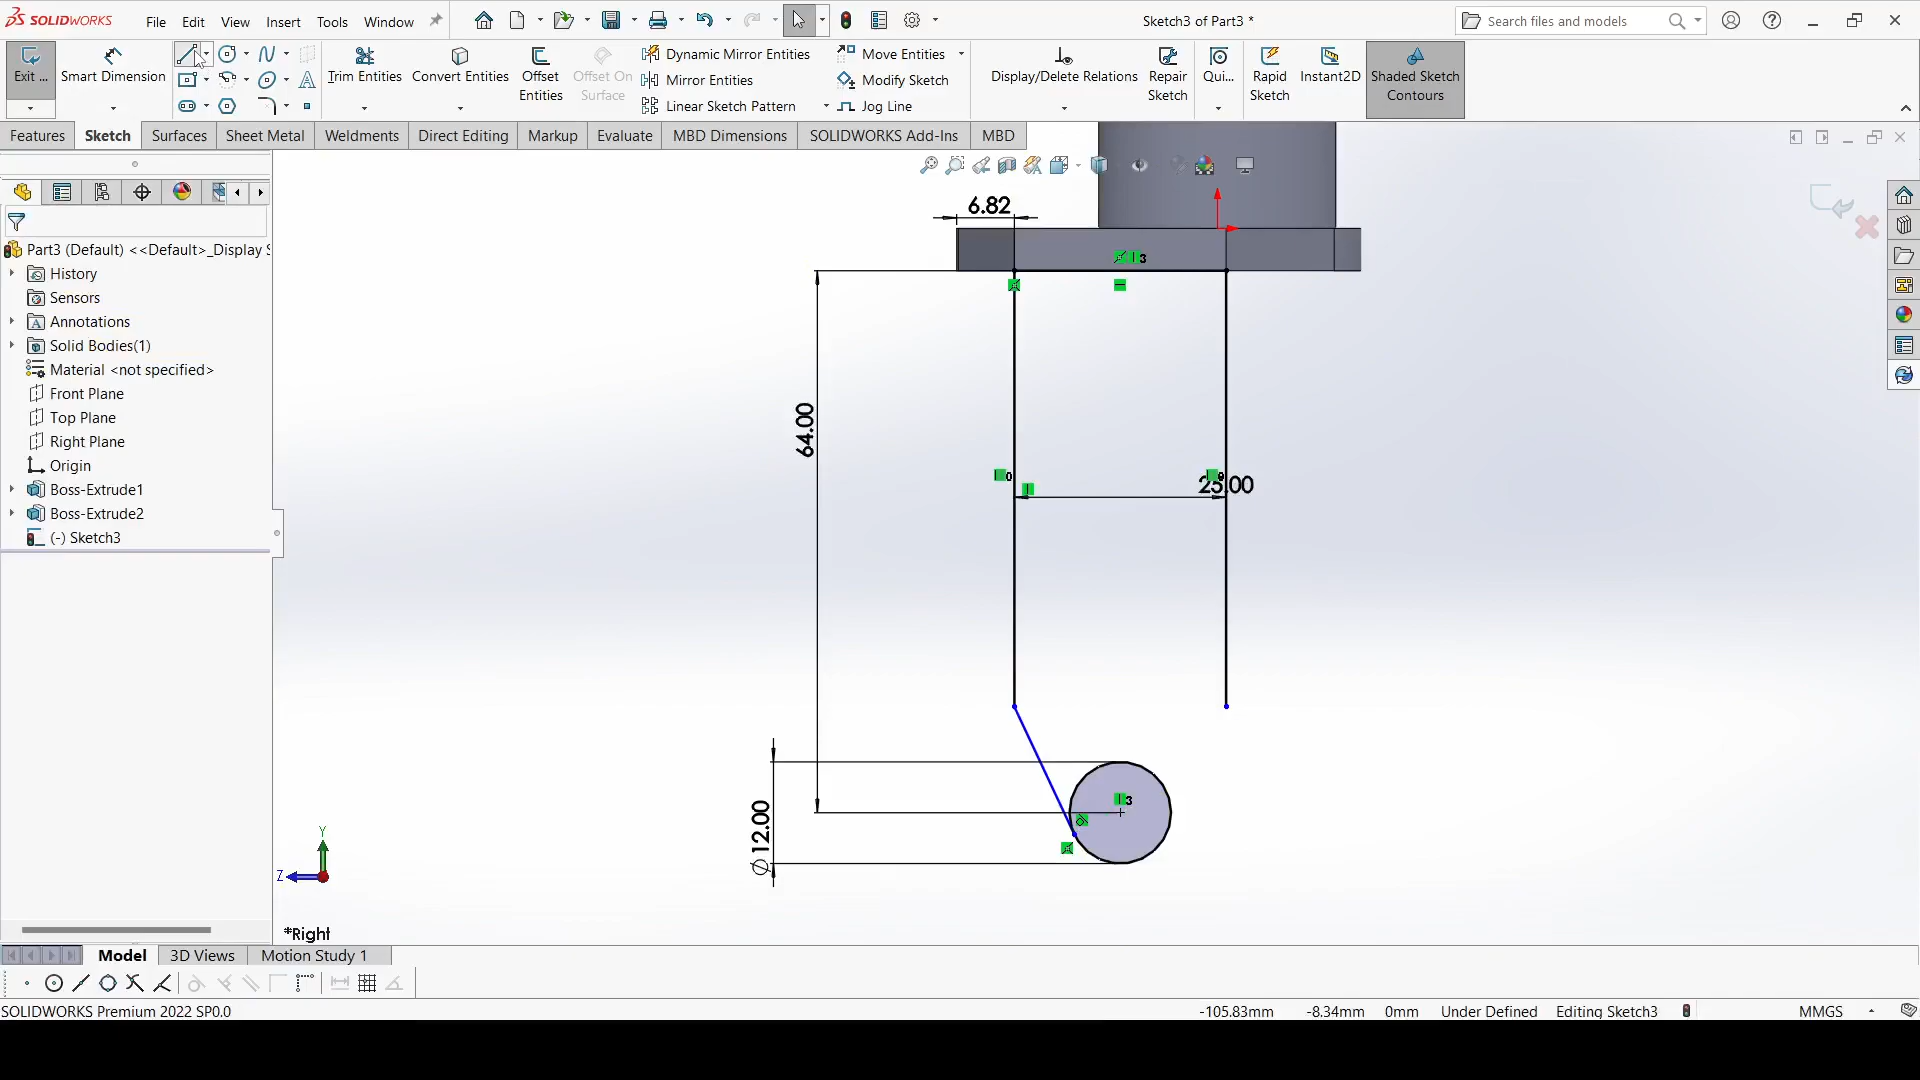 SOLIDWORKS
File Edit View Insert Tools Window
Sketch3 of Part3 *
Search files and models
Exit ...
Smart Dimension
Trim Entities
Convert Entities
Offset Entities
Offset On Surface
Dynamic Mirror Entities
Mirror Entities
Linear Sketch Pattern
Move Entities
Modify Sketch
Jog Line
Display/Delete Relations
Repair Sketch
Qui...
Rapid Sketch
Instant2D
Shaded Sketch Contours
Features Sketch Surfaces Sheet Metal Weldments Direct Editing Markup Evaluate MBD Dimensions SOLIDWORKS Add-Ins MBD
Part3 (Default) <<Default>_Display S
History
Sensors
Annotations
Solid Bodies(1)
Material <not specified>
Front Plane
Top Plane
Right Plane
Origin
Boss-Extrude1
Boss-Extrude2
(-) Sketch3
6.82
3
64.00
0
25.00
3
Ø12.00
Y
Z
*Right
Model 3D Views Motion Study 1
SOLIDWORKS Premium 2022 SP0.0
-105.83mm -8.34mm 0mm Under Defined Editing Sketch3 MMGS